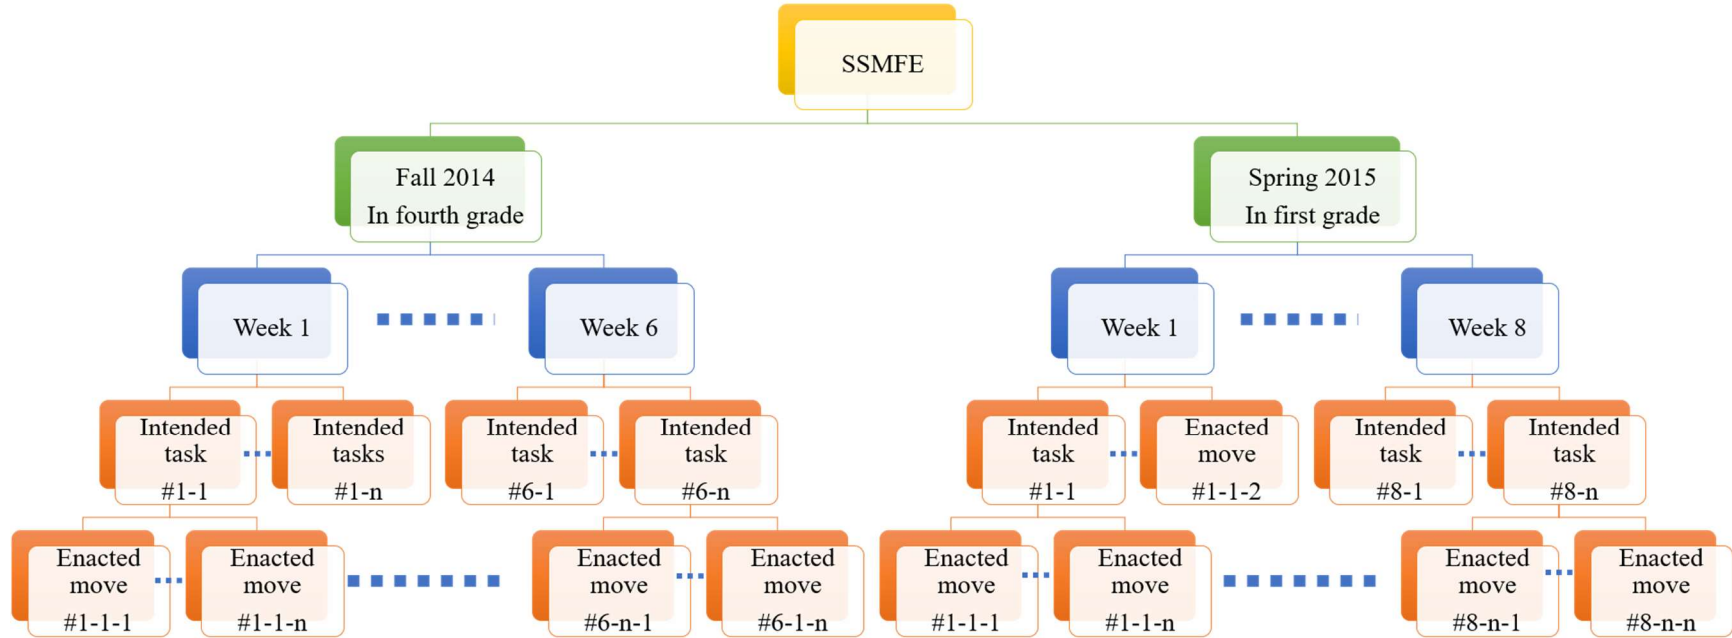 SSMFE
Fall 2014
In fourth grade
Spring 2015
In first grade
Week 1
Week 6
Week 1
Week 8
Intended
task
#1-1
Intended
tasks
#1-n
Intended
task
#6-1
Intended
task
#6-n
Intended
task
#1-1
Enacted
move
#1-1-2
Intended
task
#8-1
Intended
task
#8-n
Enacted
move
#1-1-1
Enacted
move
#1-1-n
Enacted
move
#6-n-1
Enacted
move
#6-1-n
Enacted
move
#1-1-1
Enacted
move
#1-1-n
Enacted
move
#8-n-1
Enacted
move
#8-n-n